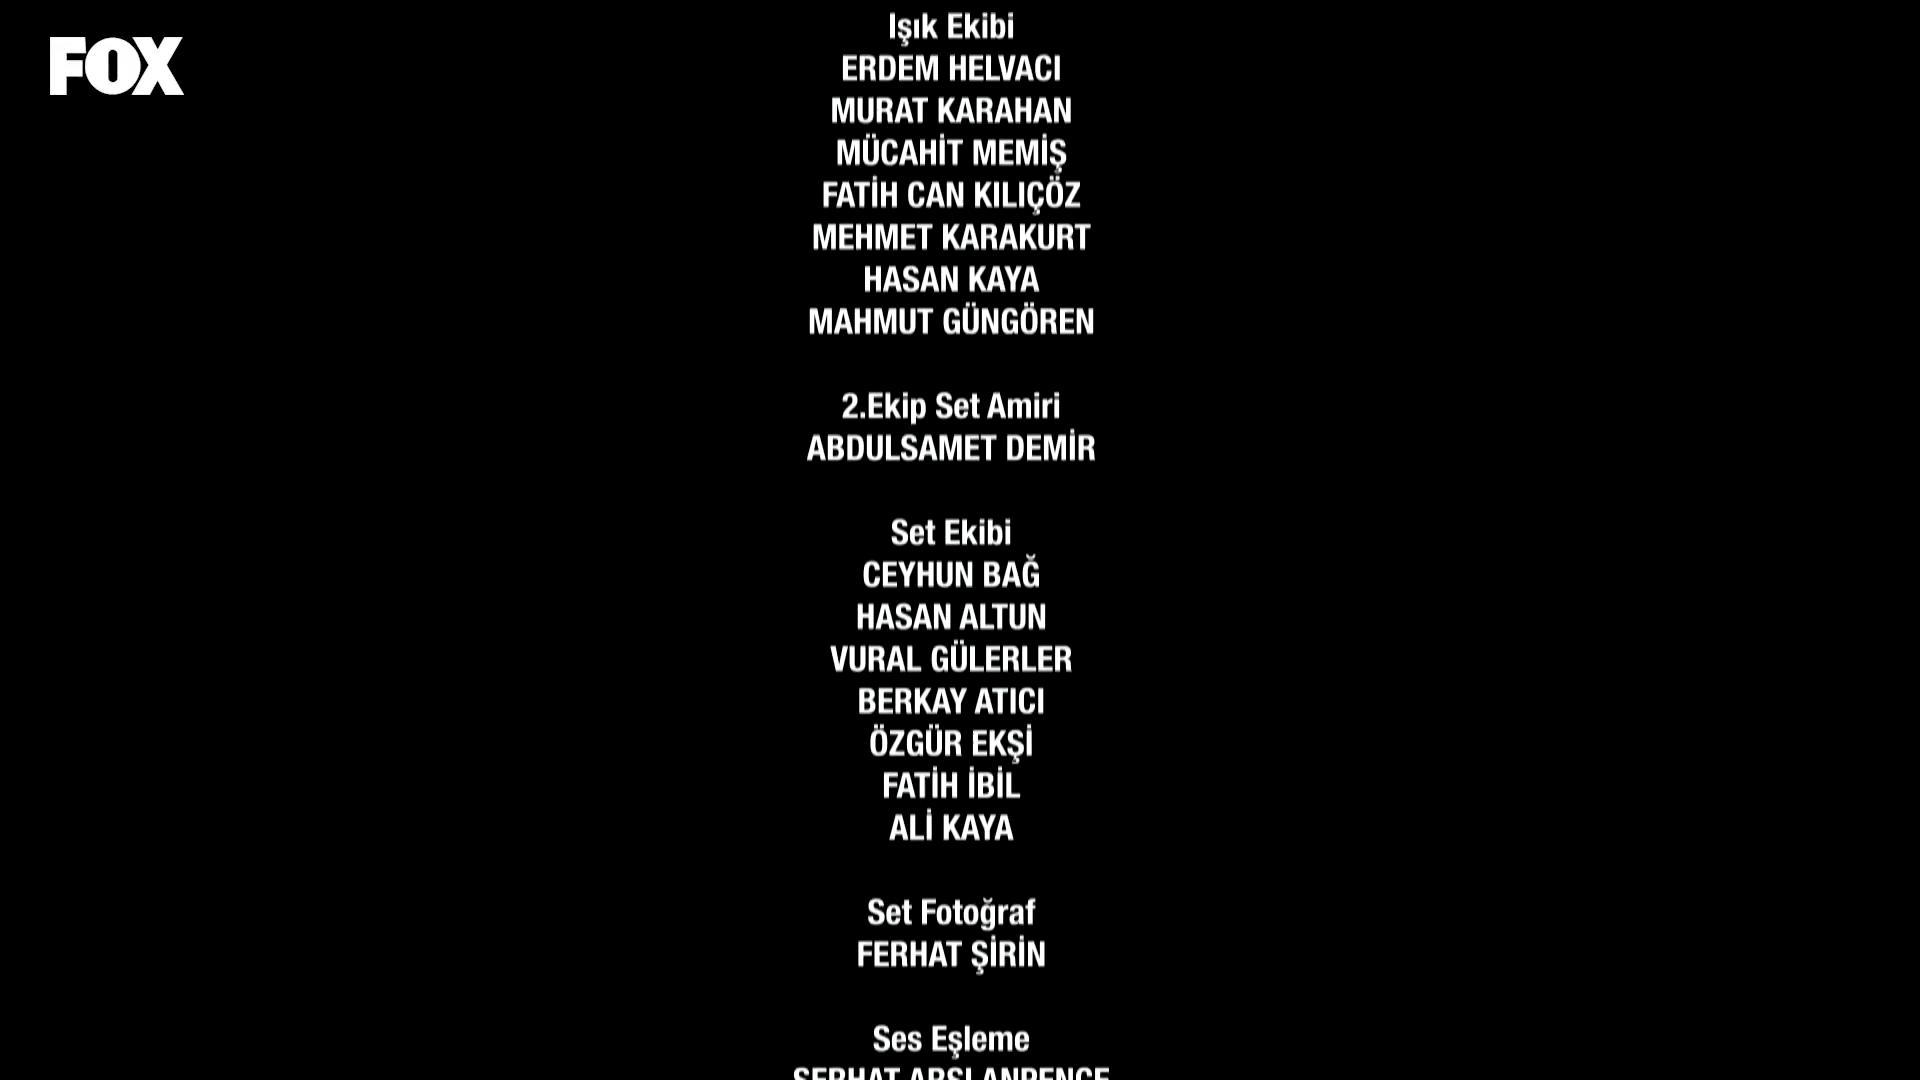 FOX
Işık Ekibi
ERDEM HELVACI
MURAT KARAHAN
MÜCAHİT MEMİŞ
FATİH CAN KILIÇÖZ
MEHMET KARAKURT
HASAN KAYA
MAHMUT GÜNGÖREN
2.Ekip Set Amiri
ABDULSAMET DEMİR
Set Ekibi
CEYHUN BAĞ
HASAN ALTUN
VURAL GÜLERLER
BERKAY ATICI
ÖZGÜR EKŞİ
FATİH İBİL
ALİ KAYA
Set Fotoğraf
FERHAT ŞİRİN
Ses Eşleme
SERHAT ARSLANPENÇE